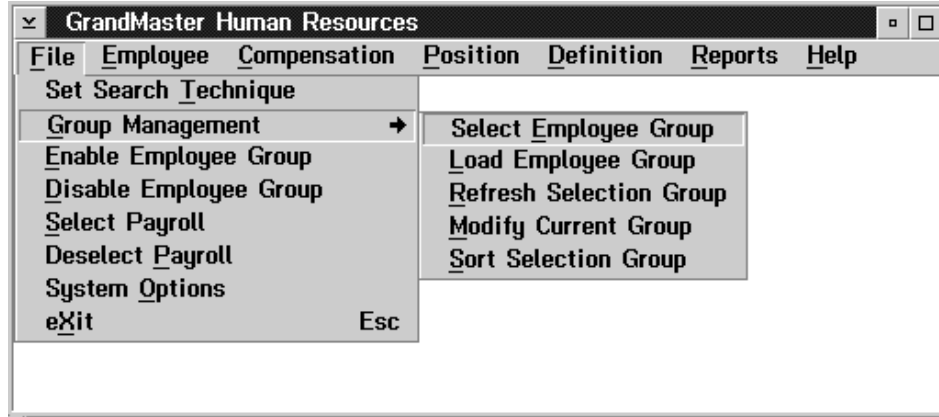 GrandMaster Human Resources
File Employee Compensation Position Definition Reports Help
Set Search Technique
Group Management
Enable Employee Group
Disable Employee Group
Select Payroll
Deselect Payroll
System Options
eXit Esc
Select Employee Group
Load Employee Group
Refresh Selection Group
Modify Current Group
Sort Selection Group